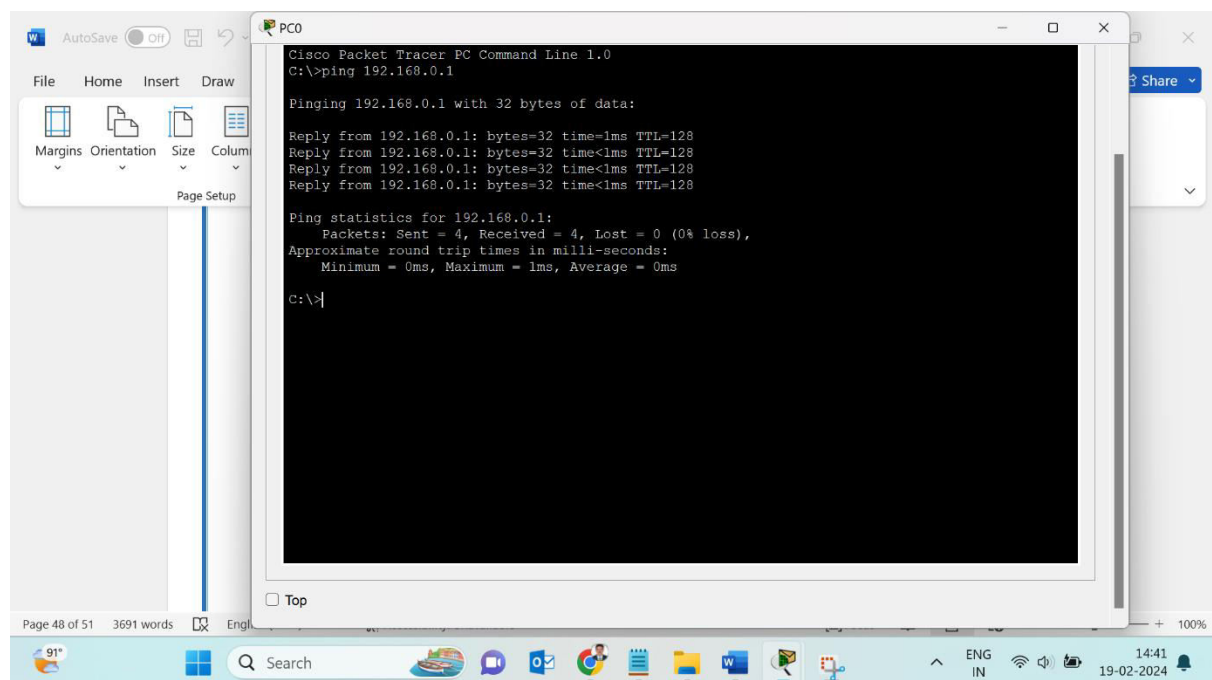 AutoSave Off
PC0
File Home Insert Draw
Share
Margins Orientation Size Colum
Page Setup
Cisco Packet Tracer PC Command Line 1.0
C:\>ping 192.168.0.1
Pinging 192.168.0.1 with 32 bytes of data:
Reply from 192.168.0.1: bytes=32 time=1ms TTL=128
Reply from 192.168.0.1: bytes=32 time<1ms TTL=128
Reply from 192.168.0.1: bytes=32 time<1ms TTL=128
Reply from 192.168.0.1: bytes=32 time<1ms TTL=128
Ping statistics for 192.168.0.1:
Packets: Sent = 4, Received = 4, Lost = 0 (0% loss),
Approximate round trip times in milli-seconds:
Minimum = 0ms, Maximum = 1ms, Average = 0ms
C:\>
Top
Page 48 of 51 3691 words Engl 100%
91°
Search
ENG
IN
14:41
19-02-2024